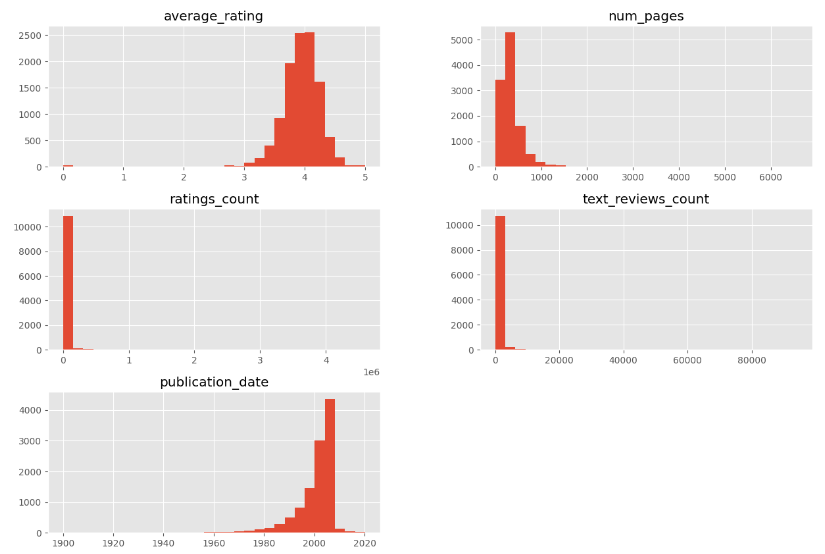 average_rating
2500
2000
1500
1000
500
0
0 1 2 3 4 5
num_pages
5000
4000
3000
2000
1000
0
0 1000 2000 3000 4000 5000 6000
ratings_count
10000
8000
6000
4000
2000
0
0 1 2 3 4
1e6
text_reviews_count
10000
8000
6000
4000
2000
0
0 20000 40000 60000 80000
publication_date
4000
3000
2000
1000
0
1900 1920 1940 1960 1980 2000 2020